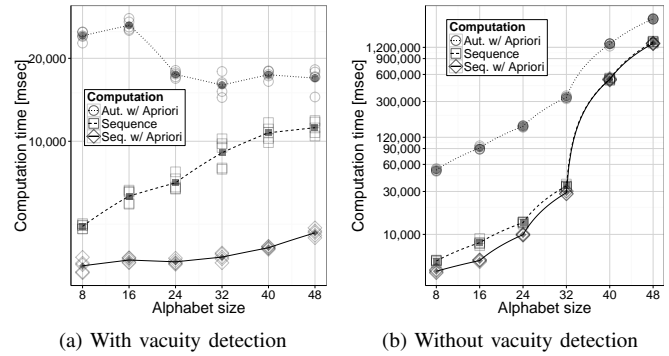 Computation time [msec]
20,000
10,000
Computation
Aut. w/ Apriori
Sequence
Seq. w/ Apriori
8 16 24 32 40 48
Alphabet size
(a) With vacuity detection
Computation time [msec]
1,200,000
900,000
600,000
300,000
120,000
90,000
60,000
30,000
10,000
Computation
Aut. w/ Apriori
Sequence
Seq. w/ Apriori
8 16 24 32 40 48
Alphabet size
(b) Without vacuity detection